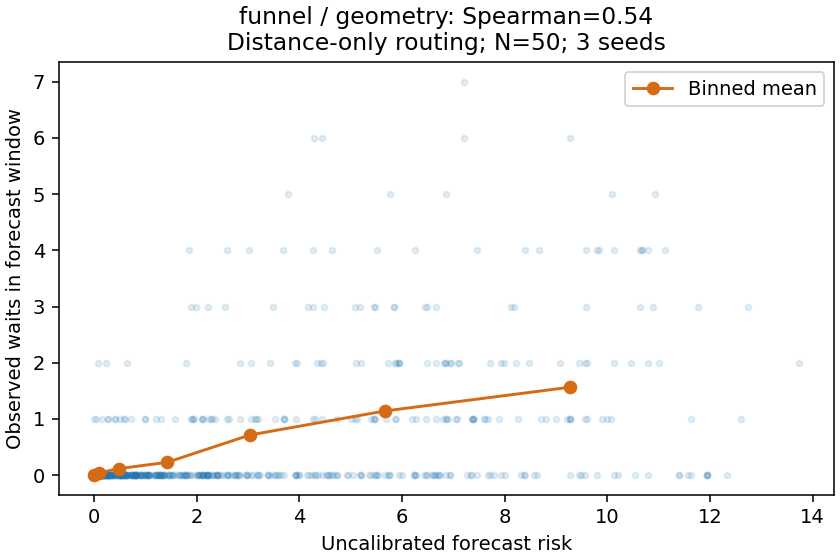 funnel / geometry: Spearman=0.54
Distance-only routing; N=50; 3 seeds
Binned mean
Observed waits in forecast window
7
6
5
4
3
2
1
0
0 2 4 6 8 10 12 14
Uncalibrated forecast risk